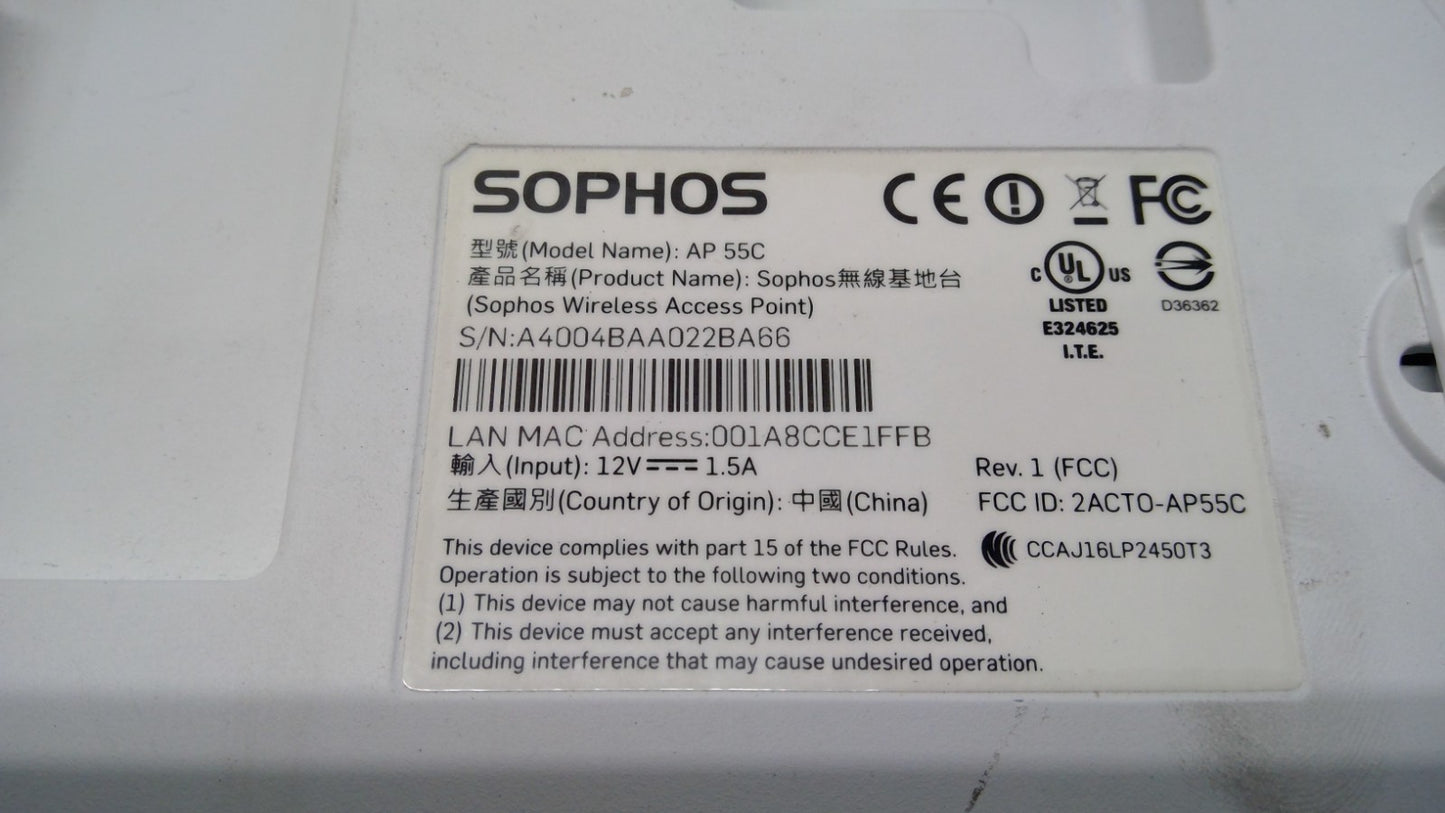 SOPHOS
CE FC
型號(Model Name): AP 55C
產品名稱(Product Name): Sophos無線基地台
(Sophos Wireless Access Point)
S/N:A4004BAA022BA66
C UL US
LISTED
E324625
I.T.E.
D36362
LAN MAC Address:001A8CCE1FFB
輸入(Input): 12V⎓1.5A
Rev. 1 (FCC)
生產國別(Country of Origin): 中國(China)
FCC ID: 2ACTO-AP55C
This device complies with part 15 of the FCC Rules.
CCAJ16LP2450T3
Operation is subject to the following two conditions.
(1) This device may not cause harmful interference, and
(2) This device must accept any interference received,
including interference that may cause undesired operation.